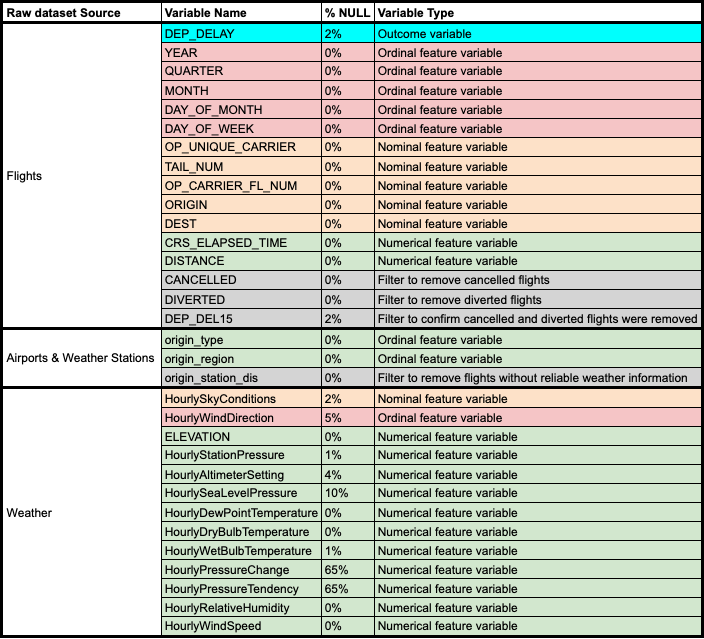 Raw dataset Source Variable Name % NULL Variable Type
DEP_DELAY 2% Outcome variable
YEAR 0% Ordinal feature variable
QUARTER 0% Ordinal feature variable
MONTH 0% Ordinal feature variable
DAY_OF_MONTH 0% Ordinal feature variable
DAY_OF_WEEK 0% Ordinal feature variable
OP_UNIQUE_CARRIER 0% Nominal feature variable
TAIL_NUM 0% Nominal feature variable
Flights
OP_CARRIER_FL_NUM 0% Nominal feature variable
ORIGIN 0% Nominal feature variable
DEST 0% Nominal feature variable
CRS_ELAPSED_TIME 0% Numerical feature variable
DISTANCE 0% Numerical feature variable
CANCELLED 0% Filter to remove cancelled flights
DIVERTED 0% Filter to remove diverted flights
DEP_DEL15 2% Filter to confirm cancelled and diverted flights were removed
origin_type 0% Ordinal feature variable
Airports & Weather Stations origin_region 0% Ordinal feature variable
origin_station_dis 0% Filter to remove flights without reliable weather information
HourlySkyConditions 2% Nominal feature variable
HourlyWindDirection 5% Ordinal feature variable
ELEVATION 0% Numerical feature variable
HourlyStationPressure 1% Numerical feature variable
HourlyAltimeterSetting 4% Numerical feature variable
HourlySeaLevelPressure 10% Numerical feature variable
Weather HourlyDewPointTemperature 0% Numerical feature variable
HourlyDryBulbTemperature 0% Numerical feature variable
HourlyWetBulbTemperature 1% Numerical feature variable
HourlyPressureChange 65% Numerical feature variable
HourlyPressureTendency 65% Numerical feature variable
HourlyRelativeHumidity 0% Numerical feature variable
HourlyWindSpeed 0% Numerical feature variable